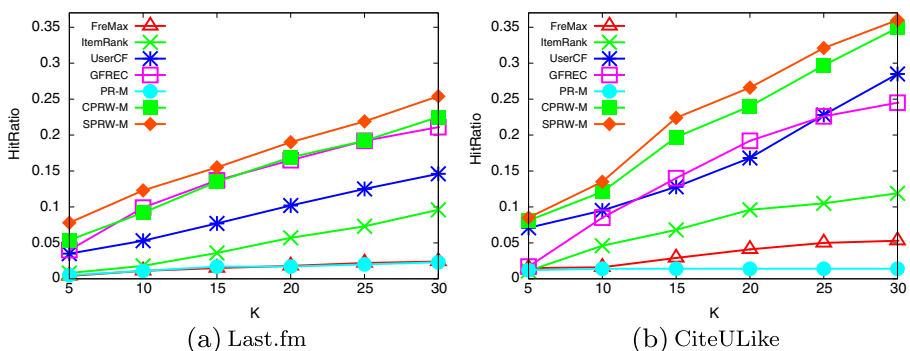 0.35
0.3
0.25
0.2
0.15
0.1
0.05
0
HitRatio
FreMax
ItemRank
UserCF
GFREC
PR-M
CPRW-M
SPRW-M
5 10 15 20 25 30
K
(a) Last.fm
0.35
0.3
0.25
0.2
0.15
0.1
0.05
0
HitRatio
FreMax
ItemRank
UserCF
GFREC
PR-M
CPRW-M
SPRW-M
5 10 15 20 25 30
K
(b) CiteULike